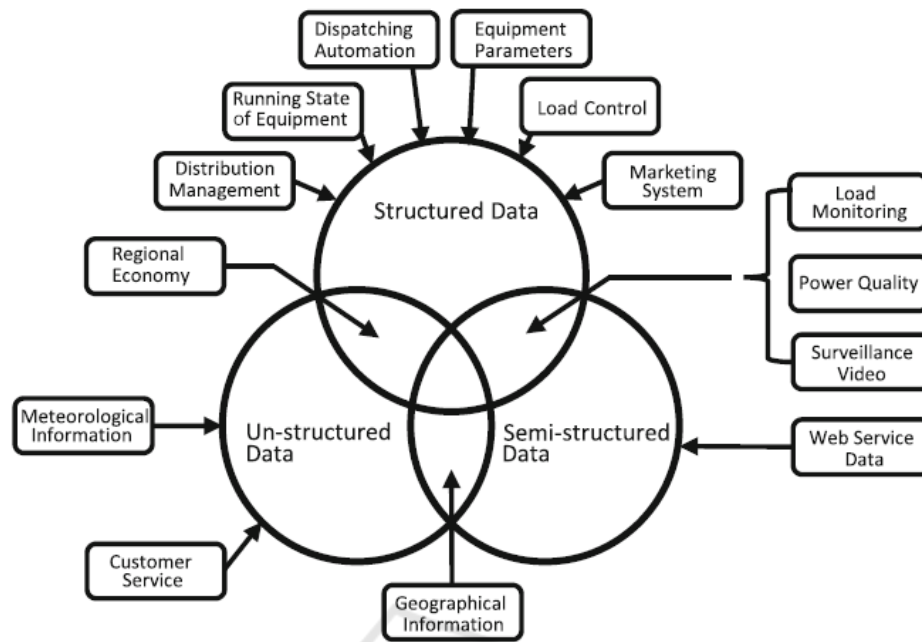 Dispatching
Automation
Equipment
Parameters
Running State
of Equipment
Load Control
Distribution
Management
Marketing
System
Structured Data
Load
Monitoring
Regional
Economy
Power Quality
Surveillance
Video
Meteorological
Information
Un-structured
Data
Semi-structured
Data
Web Service
Data
Customer
Service
Geographical
Information